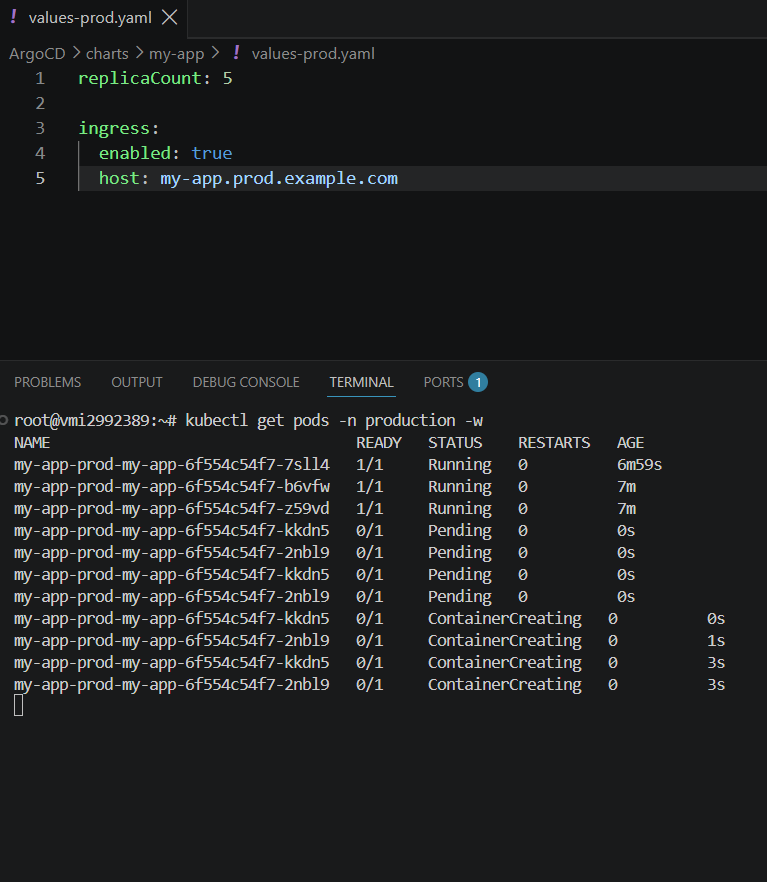 ! values-prod.yaml
ArgoCD > charts > my-app > ! values-prod.yaml
1 replicaCount: 5
2
3 ingress:
4   enabled: true
5   host: my-app.prod.example.com
PROBLEMS OUTPUT DEBUG CONSOLE TERMINAL PORTS 1
root@vmi2992389:~# kubectl get pods -n production -w
NAME                                READY   STATUS    RESTARTS   AGE
my-app-prod-my-app-6f554c54f7-7sll4   1/1     Running   0          6m59s
my-app-prod-my-app-6f554c54f7-b6vfw   1/1     Running   0          7m
my-app-prod-my-app-6f554c54f7-z59vd   1/1     Running   0          7m
my-app-prod-my-app-6f554c54f7-kkdn5   0/1     Pending   0          0s
my-app-prod-my-app-6f554c54f7-2nbl9   0/1     Pending   0          0s
my-app-prod-my-app-6f554c54f7-kkdn5   0/1     Pending   0          0s
my-app-prod-my-app-6f554c54f7-2nbl9   0/1     Pending   0          0s
my-app-prod-my-app-6f554c54f7-kkdn5   0/1     ContainerCreating   0          0s
my-app-prod-my-app-6f554c54f7-2nbl9   0/1     ContainerCreating   0          1s
my-app-prod-my-app-6f554c54f7-kkdn5   0/1     ContainerCreating   0          3s
my-app-prod-my-app-6f554c54f7-2nbl9   0/1     ContainerCreating   0          3s